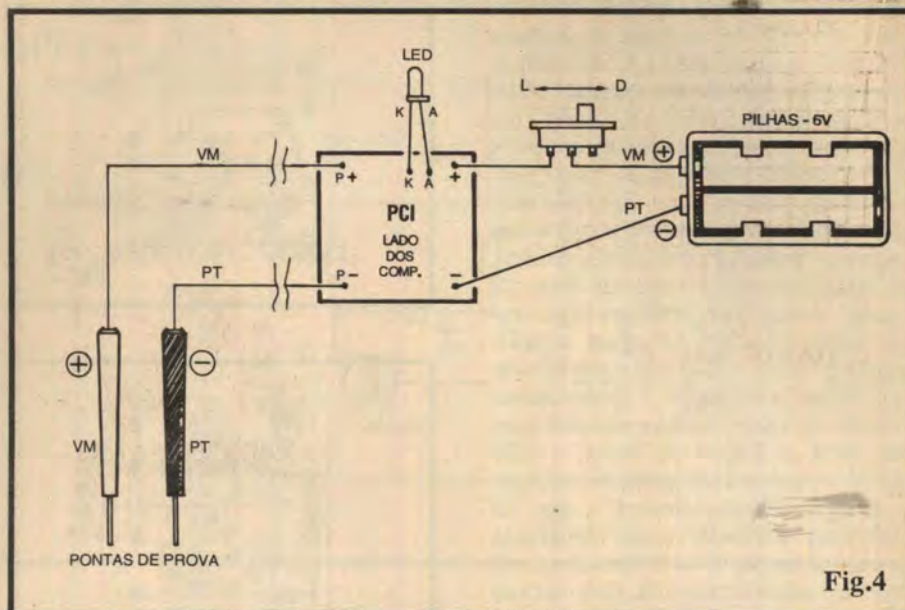 LED
K A
L D
PILHAS - 6V
VM
VM +
P + K A +
PCI
PT
LADO
DOS
COMP.
PT
P - -
-
+ -
VM PT
PONTAS DE PROVA
Fig.4